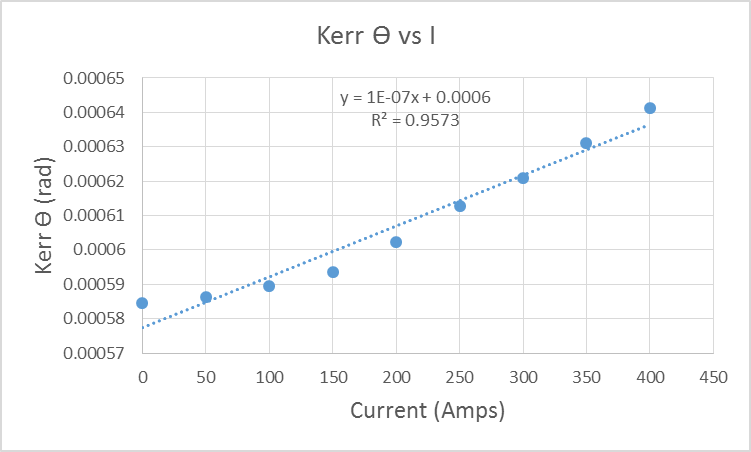 Kerr Ɵ vs I
y = 1E-07x + 0.0006
R² = 0.9573
0.00065
0.00064
0.00063
0.00062
0.00061
0.0006
0.00059
0.00058
0.00057
Kerr Ɵ (rad)
0 50 100 150 200 250 300 350 400 450
Current (Amps)